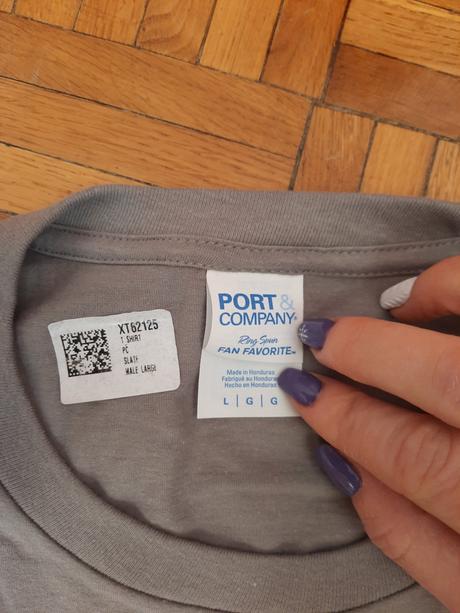 XT62125
T SHIRT
PC
SLATE
MALE LARGE
PORT &
COMPANY®
Ring Spun
FAN FAVORITE™
Made in Honduras
Fabriqué au Honduras
Hecho en Honduras
L | G | G